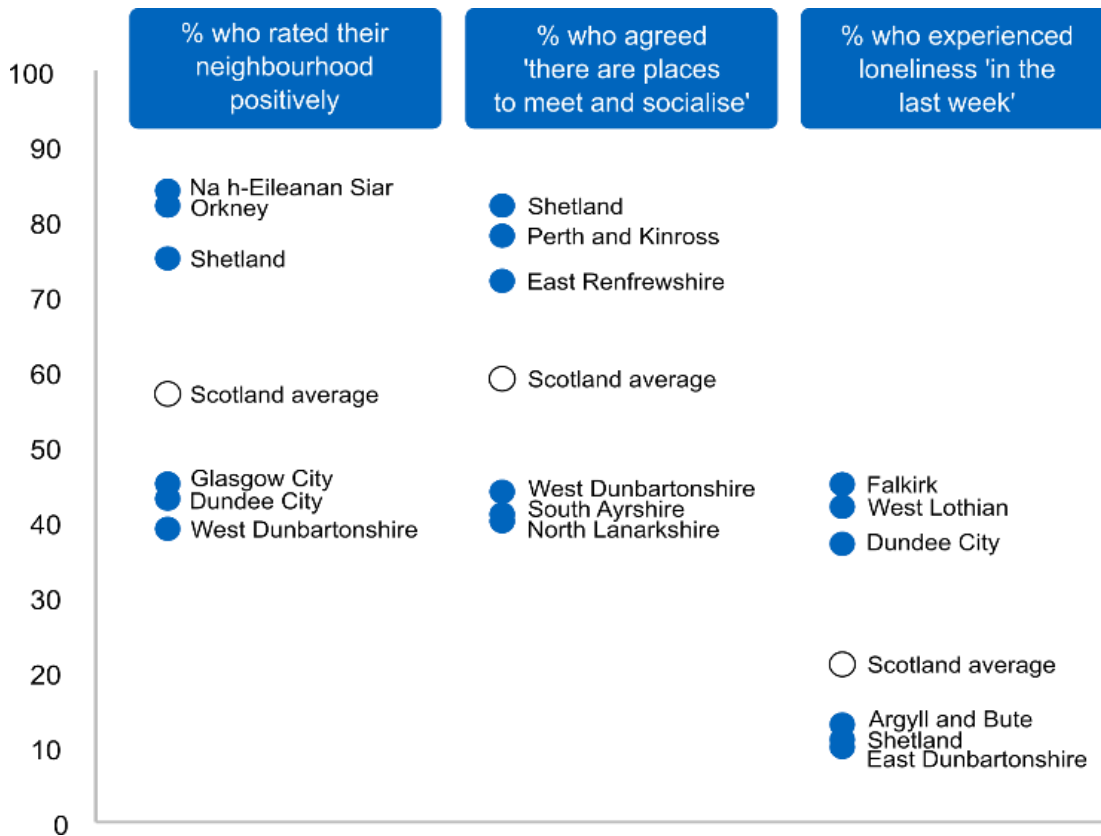 % who rated their
neighbourhood
positively
% who agreed
'there are places
to meet and socialise'
% who experienced
loneliness 'in the
last week'
100
90
80
70
60
50
40
30
20
10
0
Na h-Eileanan Siar
Orkney
Shetland
Scotland average
Glasgow City
Dundee City
West Dunbartonshire
Shetland
Perth and Kinross
East Renfrewshire
Scotland average
West Dunbartonshire
South Ayrshire
North Lanarkshire
Falkirk
West Lothian
Dundee City
Scotland average
Argyll and Bute
Shetland
East Dunbartonshire